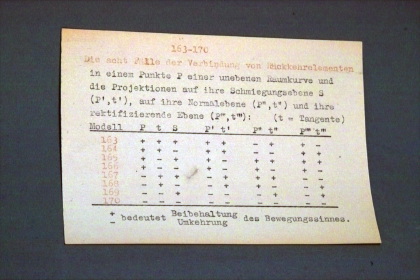 163-170
Die acht Fälle der Verbindung von Rückkehrelementen
in einem Punkte P einer unebenen Raumkurve und
die Projektionen auf ihre Schmiegungsebene S
(P',t'), auf ihre Normalebene (P",t") und ihre
rektifizierende Ebene (P"',t"'): (t = Tangente)
Modell P t S P' t' P" t" P"' t"'
163 + + + + + - + + -
164 + + - + + - - + +
165 + - + + - + + + +
166
167
168
169
170 - - - - - - - - -
+ bedeutet Beibehaltung des Bewegungssinnes.
- Umkehrung